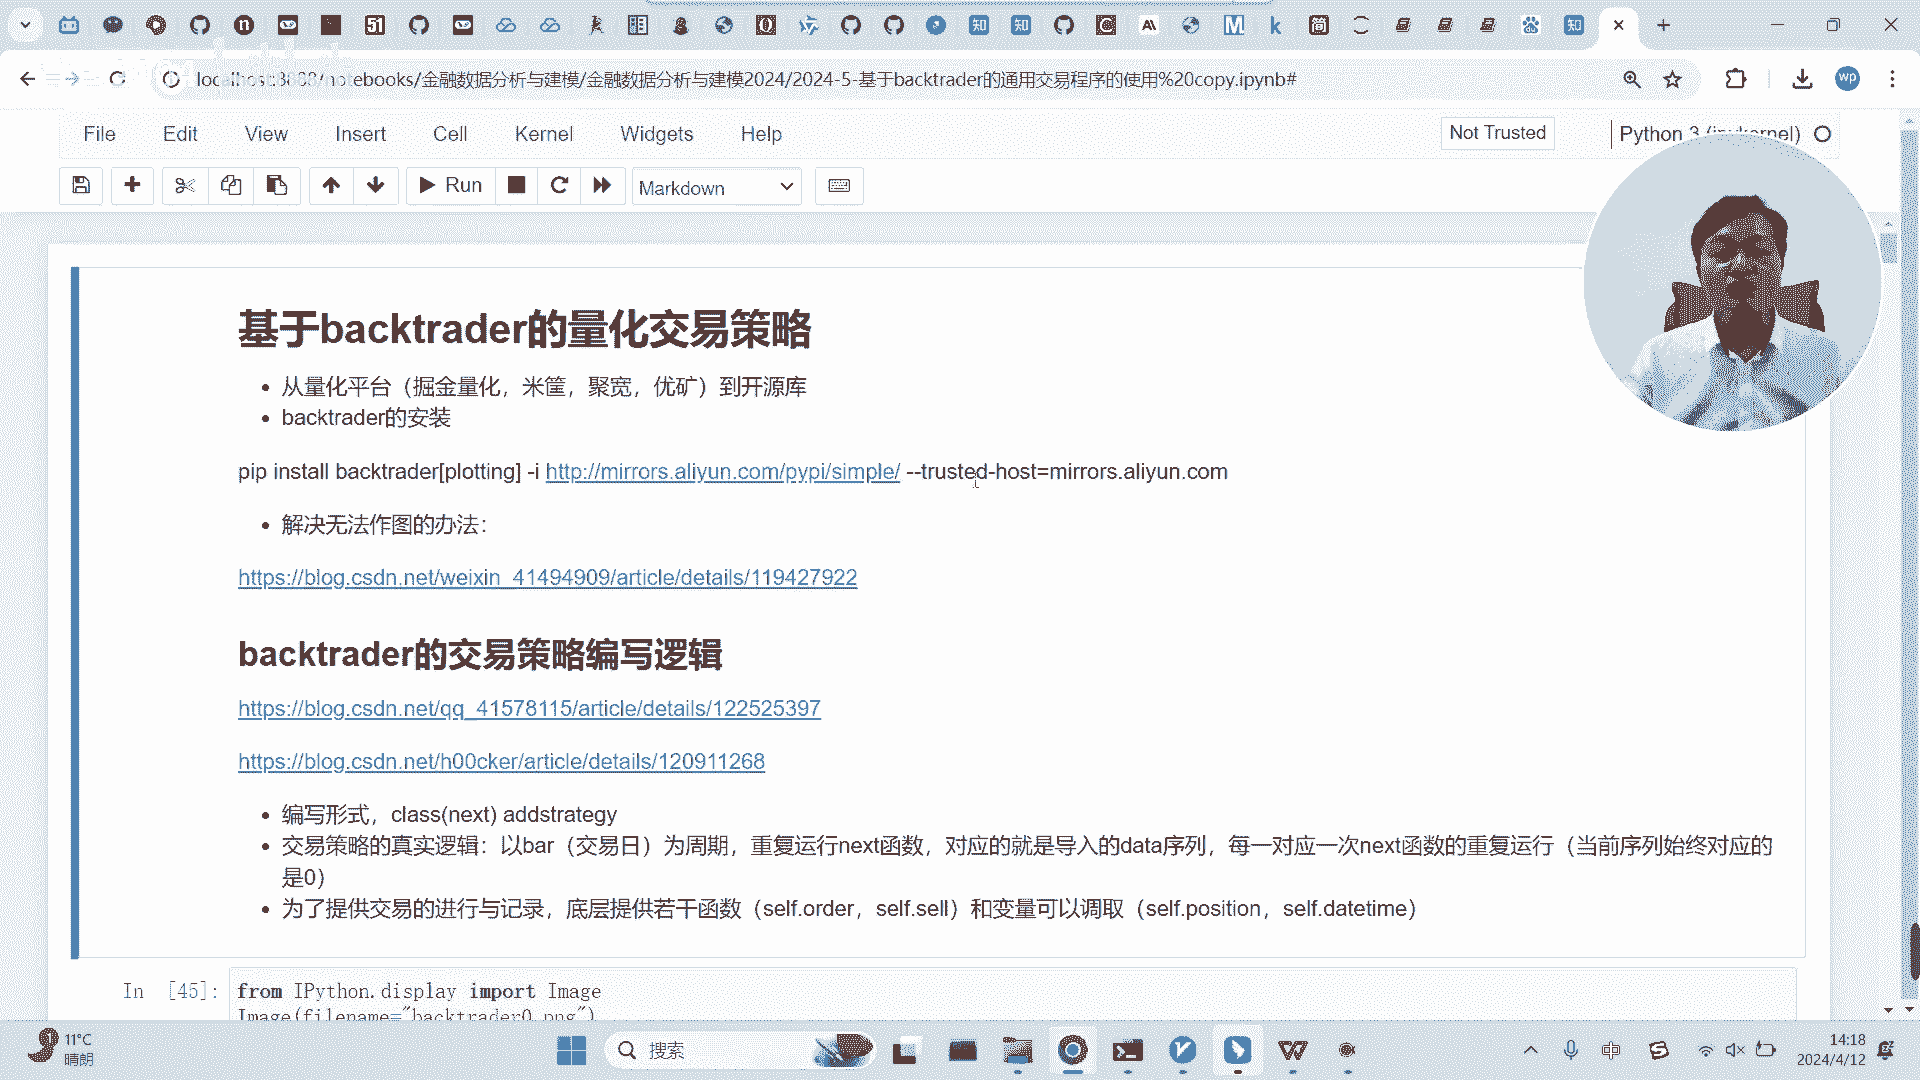 localhost:8888/notebooks/金融数据分析与建模/金融数据分析与建模2024/2024-5-基于backtrader的通用交易程序的使用%20copy.ipynb#
File Edit View Insert Cell Kernel Widgets Help
Not Trusted
Python 3 (ipykernel)
Run
Markdown
基于backtrader的量化交易策略
• 从量化平台（掘金量化，米筐，聚宽，优矿）到开源库
• backtrader的安装
pip install backtrader[plotting] -i http://mirrors.aliyun.com/pypi/simple/ --trusted-host=mirrors.aliyun.com
• 解决无法作图的办法：
https://blog.csdn.net/weixin_41494909/article/details/119427922
backtrader的交易策略编写逻辑
https://blog.csdn.net/qq_41578115/article/details/122525397
https://blog.csdn.net/h00cker/article/details/120911268
• 编写形式，class(next) addstrategy
• 交易策略的真实逻辑：以bar（交易日）为周期，重复运行next函数，对应的就是导入的data序列，每一对应一次next函数的重复运行（当前序列始终对应的
是0）
• 为了提供交易的进行与记录，底层提供若干函数（self.order，self.sell）和变量可以调取（self.position，self.datetime）
In [45]:
from IPython.display import Image
Image(filename="backtrader0.png")
11°C
晴朗
搜索
中
14:18
2024/4/12
wp